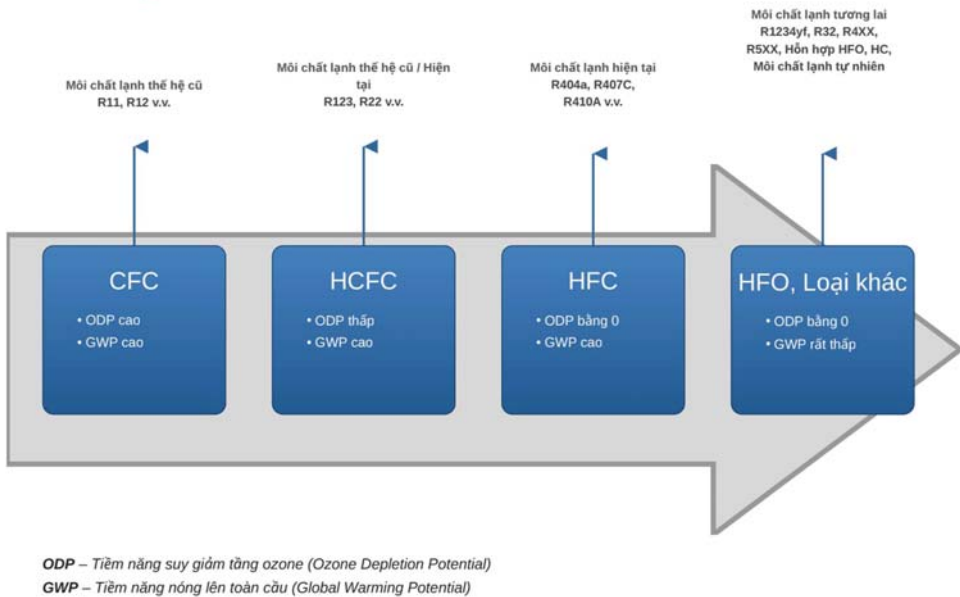 Môi chất lạnh thế hệ cũ
R11, R12 v.v.
Môi chất lạnh thế hệ cũ / Hiện
tại
R123, R22 v.v.
Môi chất lạnh hiện tại
R404a, R407C,
R410A v.v.
Môi chất lạnh tương lai
R1234yf, R32, R4XX,
R5XX, Hỗn hợp HFO, HC,
Môi chất lạnh tự nhiên
CFC
• ODP cao
• GWP cao
HCFC
• ODP thấp
• GWP cao
HFC
• ODP bằng 0
• GWP cao
HFO, Loại khác
• ODP bằng 0
• GWP rất thấp
ODP – Tiềm năng suy giảm tầng ozone (Ozone Depletion Potential)
GWP – Tiềm năng nóng lên toàn cầu (Global Warming Potential)